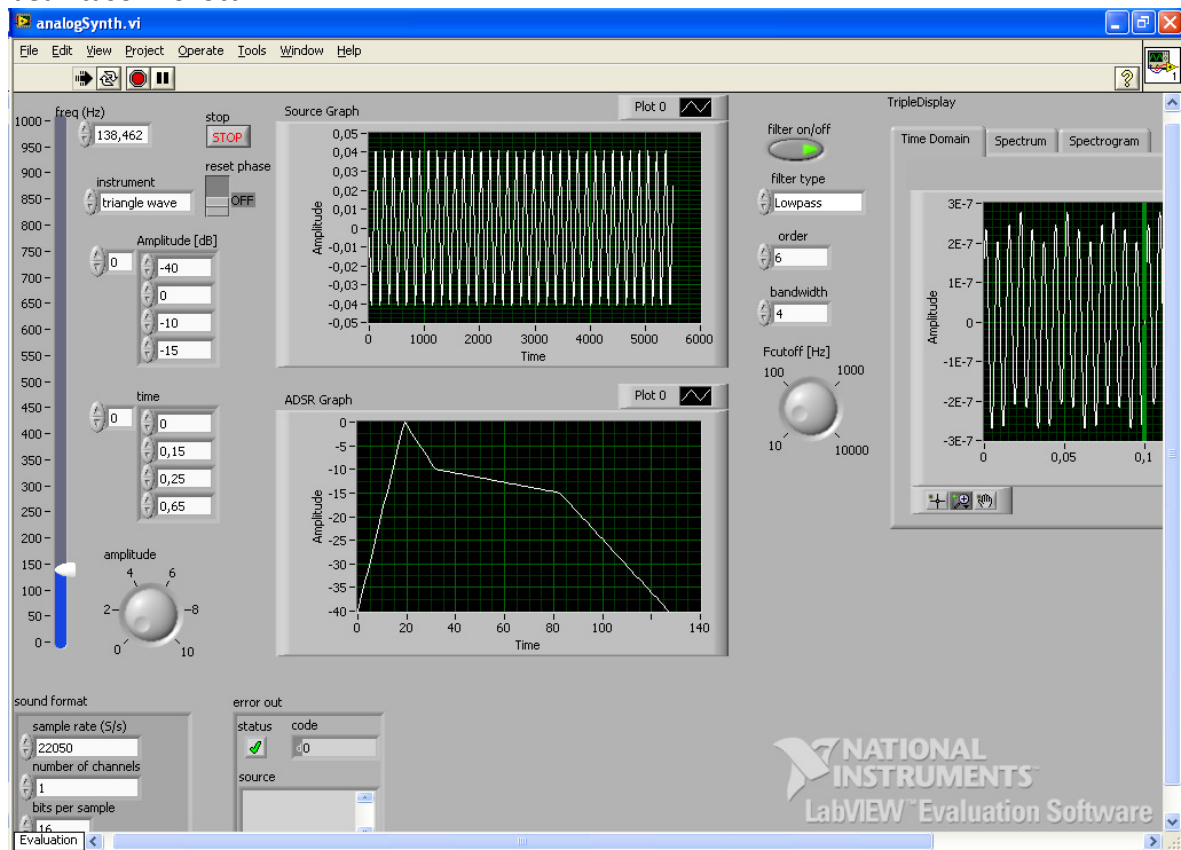 analogSynth.vi
File Edit View Project Operate Tools Window Help
1
freq (Hz)
138,462
1000
950
900
850
800
750
700
650
600
550
500
450
400
350
300
250
200
150
100
50
0
stop
STOP
reset phase
OFF
instrument
triangle wave
Amplitude [dB]
0
-40
0
-10
-15
time
0
0
0,15
0,25
0,65
amplitude
0 2 4 6 8 10
Source Graph
Plot 0
Amplitude
0,05
0,04
0,03
0,02
0,01
0
-0,01
-0,02
-0,03
-0,04
-0,05
0 1000 2000 3000 4000 5000 6000
Time
ADSR Graph
Plot 0
Amplitude
0
-5
-10
-15
-20
-25
-30
-35
-40
0 20 40 60 80 100 140
Time
filter on/off
filter type
Lowpass
order
6
bandwidth
4
Fcutoff [Hz]
100 1000
10 10000
TripleDisplay
Time Domain Spectrum Spectrogram
Amplitude
3E-7
2E-7
1E-7
0
-1E-7
-2E-7
-3E-7
0 0,05 0,1
sound format
sample rate (S/s)
22050
number of channels
1
bits per sample
16
error out
status code
d0
source
NATIONAL
INSTRUMENTS™
LabVIEW™ Evaluation Software
Evaluation